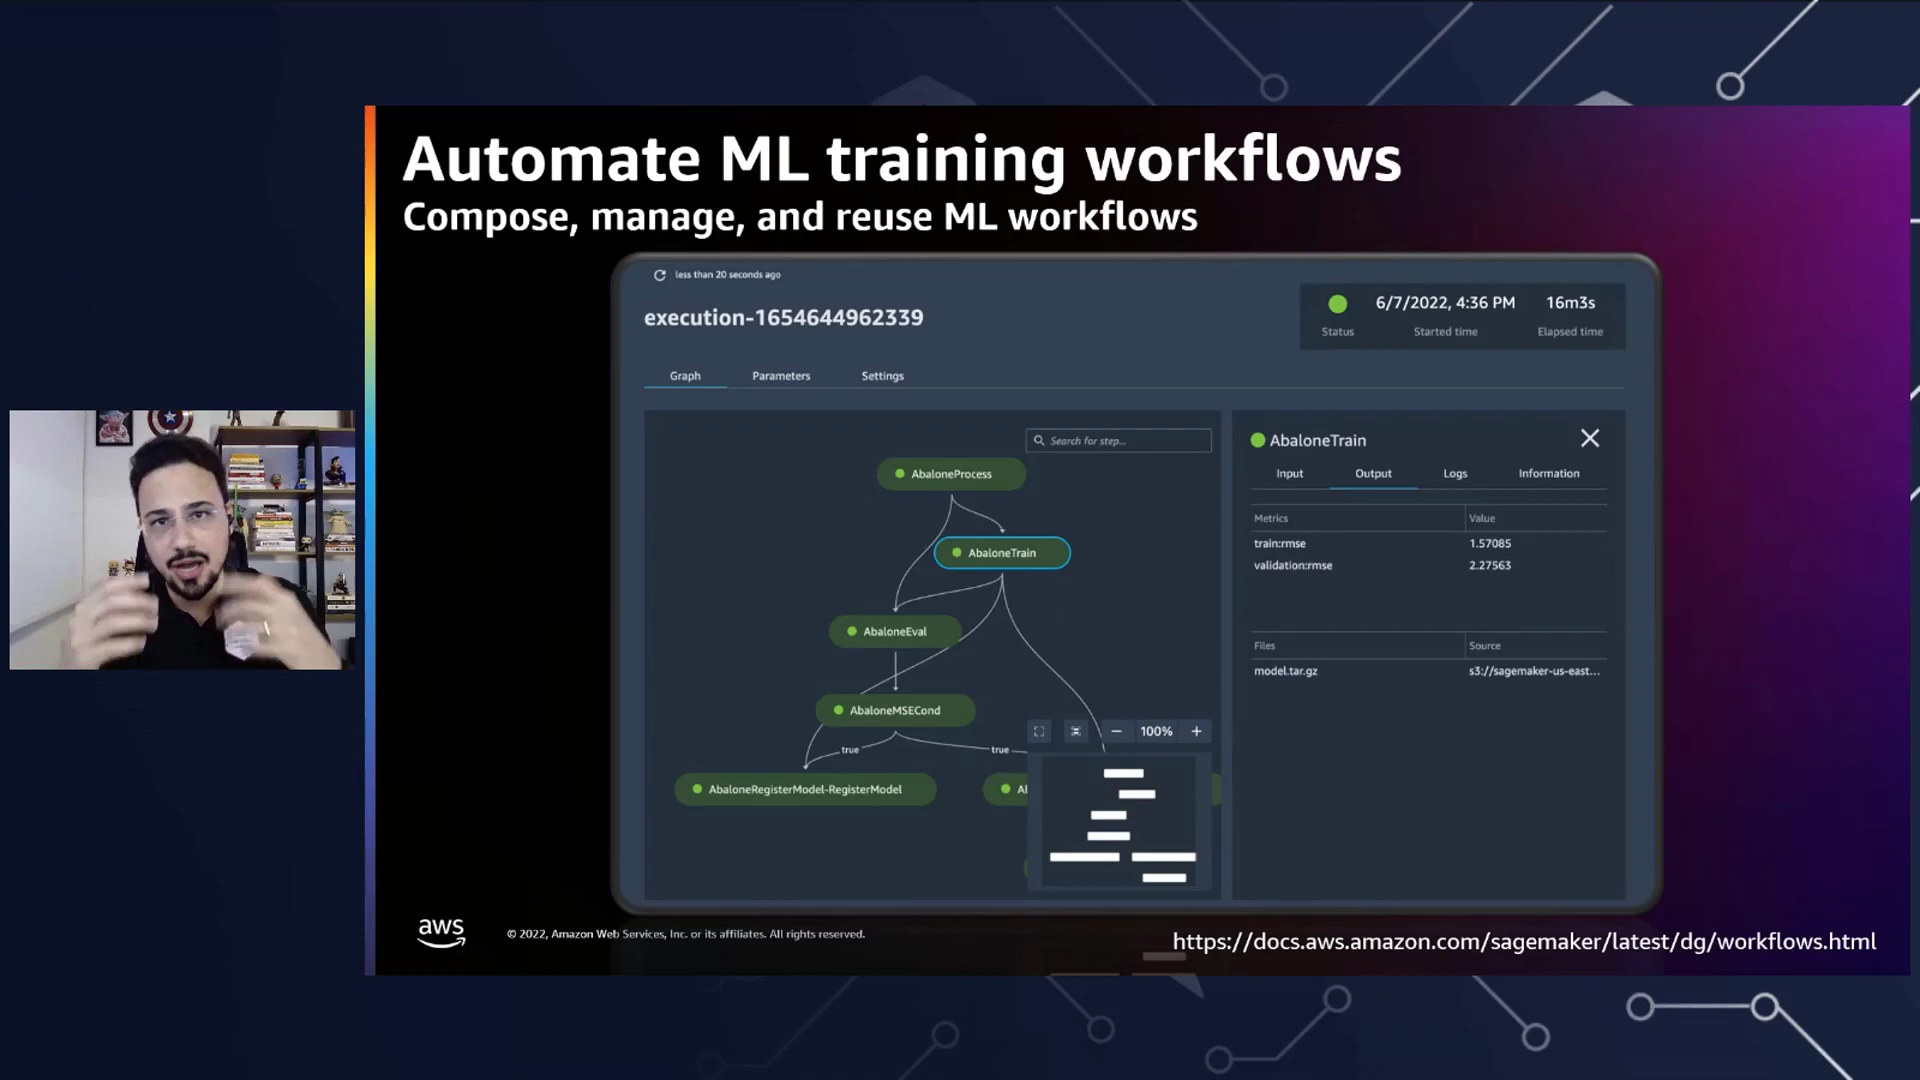 Automate ML training workflows
Compose, manage, and reuse ML workflows
less than 20 seconds ago
execution-1654644962339
6/7/2022, 4:36 PM 16m3s
Status Started time Elapsed time
Graph Parameters Settings
Search for step...
AbaloneProcess
AbaloneTrain
AbaloneEval
AbaloneMSECond
true true
AbaloneRegisterModel-RegisterModel
100%
AbaloneTrain
Input Output Logs Information
Metrics Value
train:rmse 1.57085
validation:rmse 2.27563
Files Source
model.tar.gz s3://sagemaker-us-east...
aws
© 2022, Amazon Web Services, Inc. or its affiliates. All rights reserved.
https://docs.aws.amazon.com/sagemaker/latest/dg/workflows.html